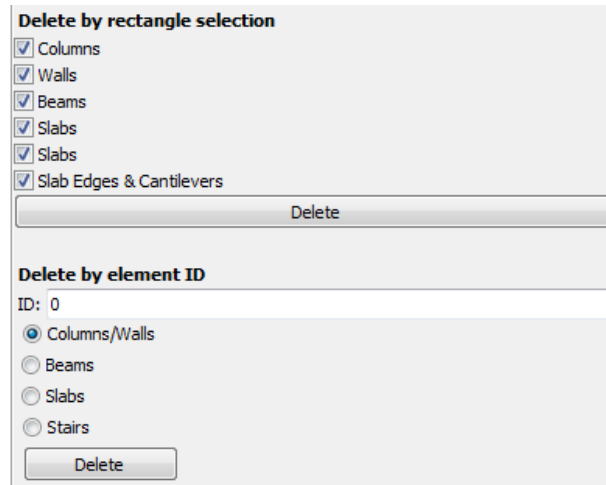 Delete by rectangle selection
Columns
Walls
Beams
Slabs
Slabs
Slab Edges & Cantilevers
Delete
Delete by element ID
ID: 0
Columns/Walls
Beams
Slabs
Stairs
Delete